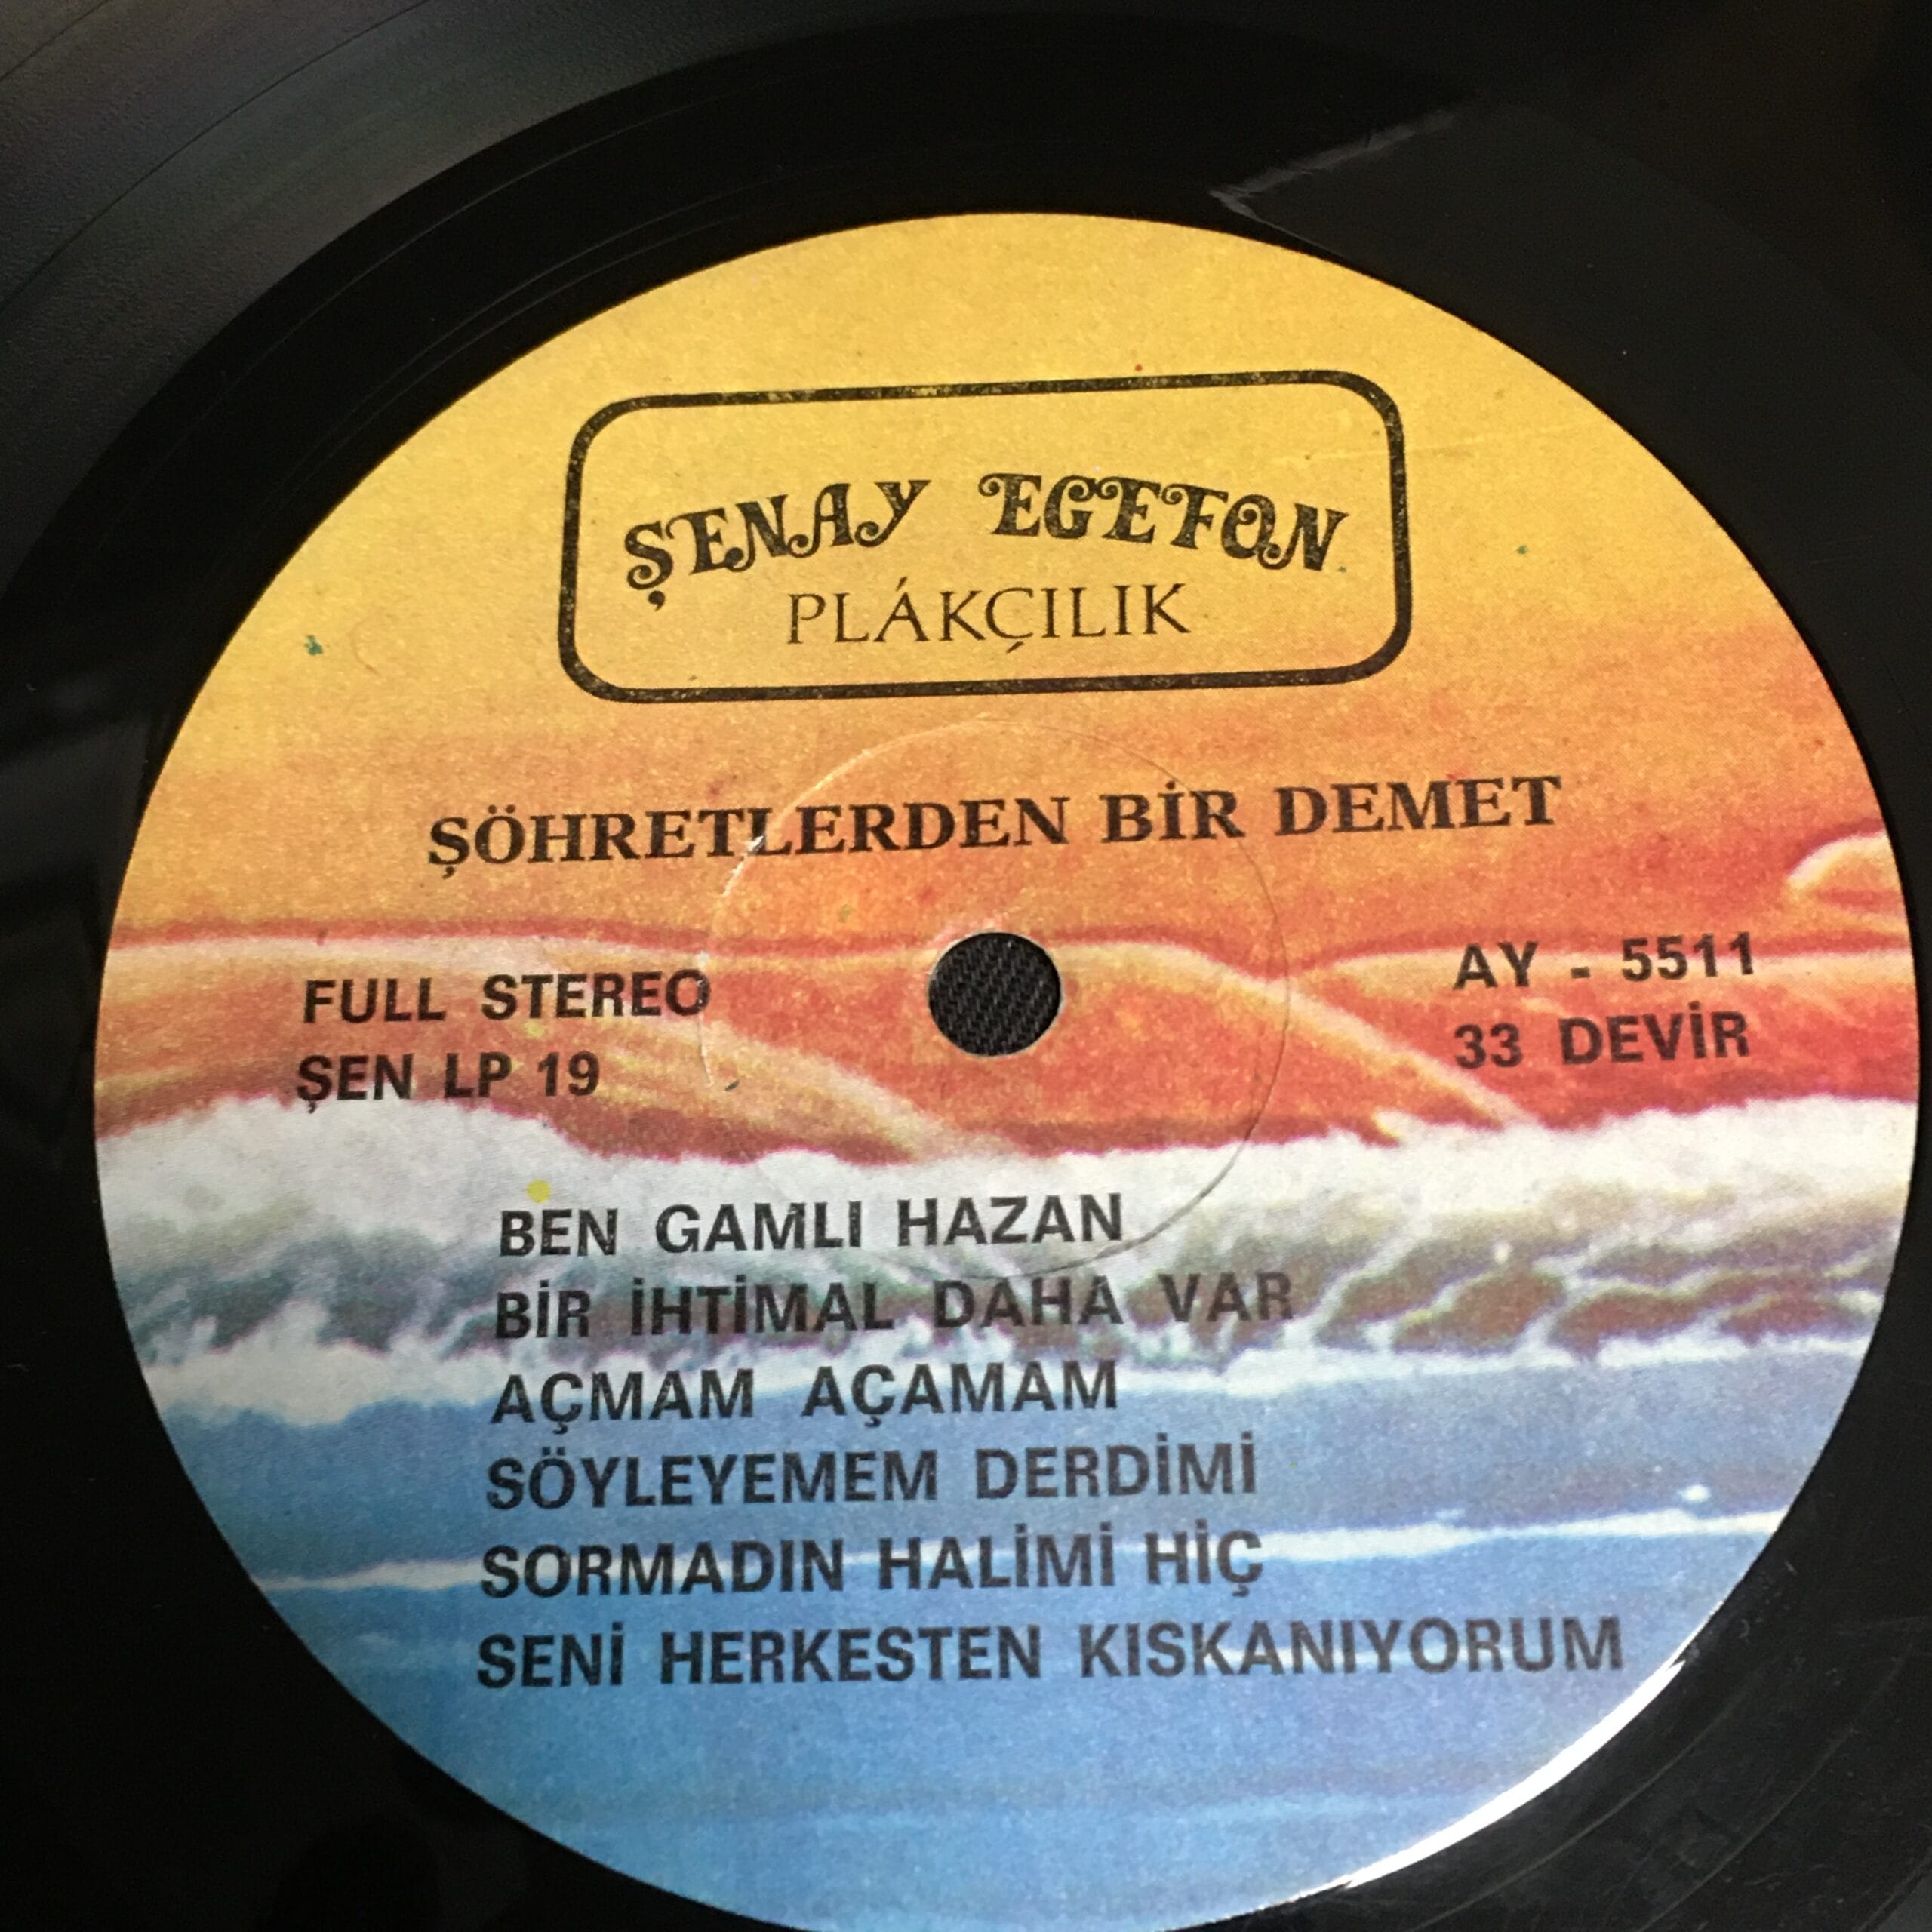 ŞENAY EGEFON
PLÁKÇILIK
ŞÖHRETLERDEN BİR DEMET
FULL STEREO
ŞEN LP 19
AY - 5511
33 DEVİR
BEN GAMLI HAZAN
BİR İHTİMAL DAHA VAR
AÇMAM AÇAMAM
SÖYLEYEMEM DERDİMİ
SORMADIN HALİMİ HİÇ
SENİ HERKESTEN KISKANIYORUM